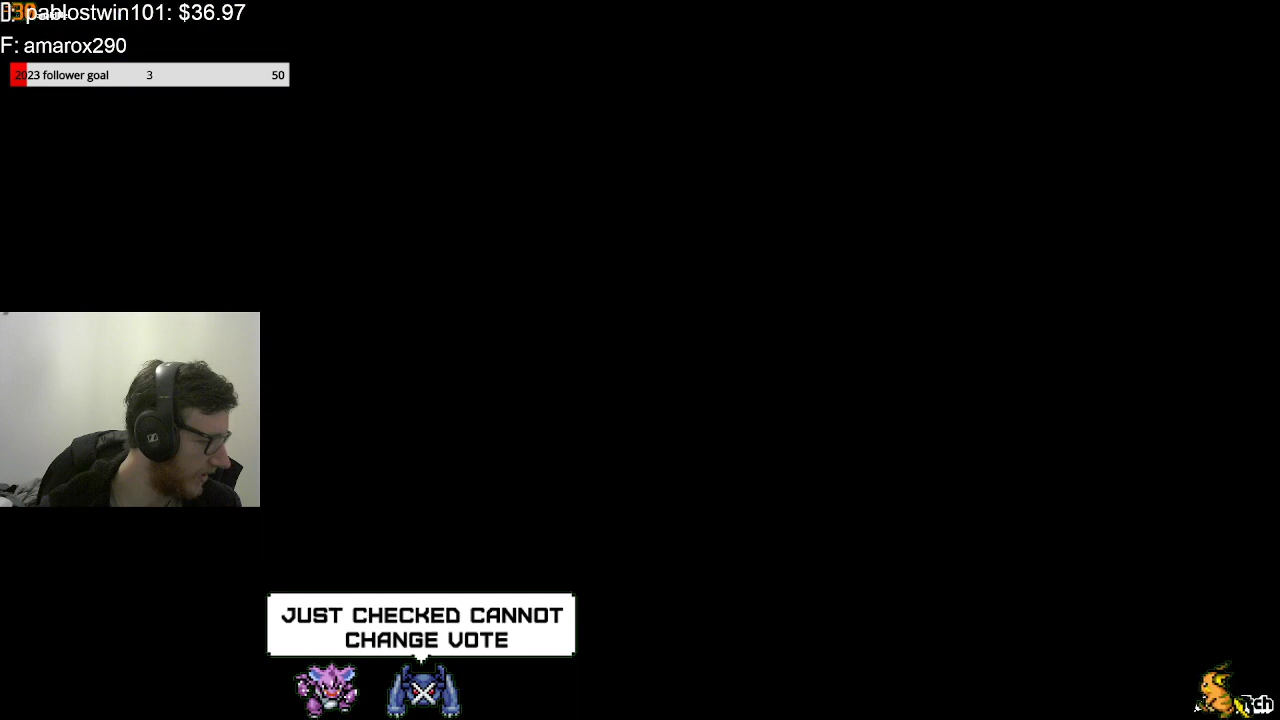 pablostwin101: $36.97
F: amarox290
2023 follower goal 3 50
JUST CHECKED CANNOT
CHANGE VOTE